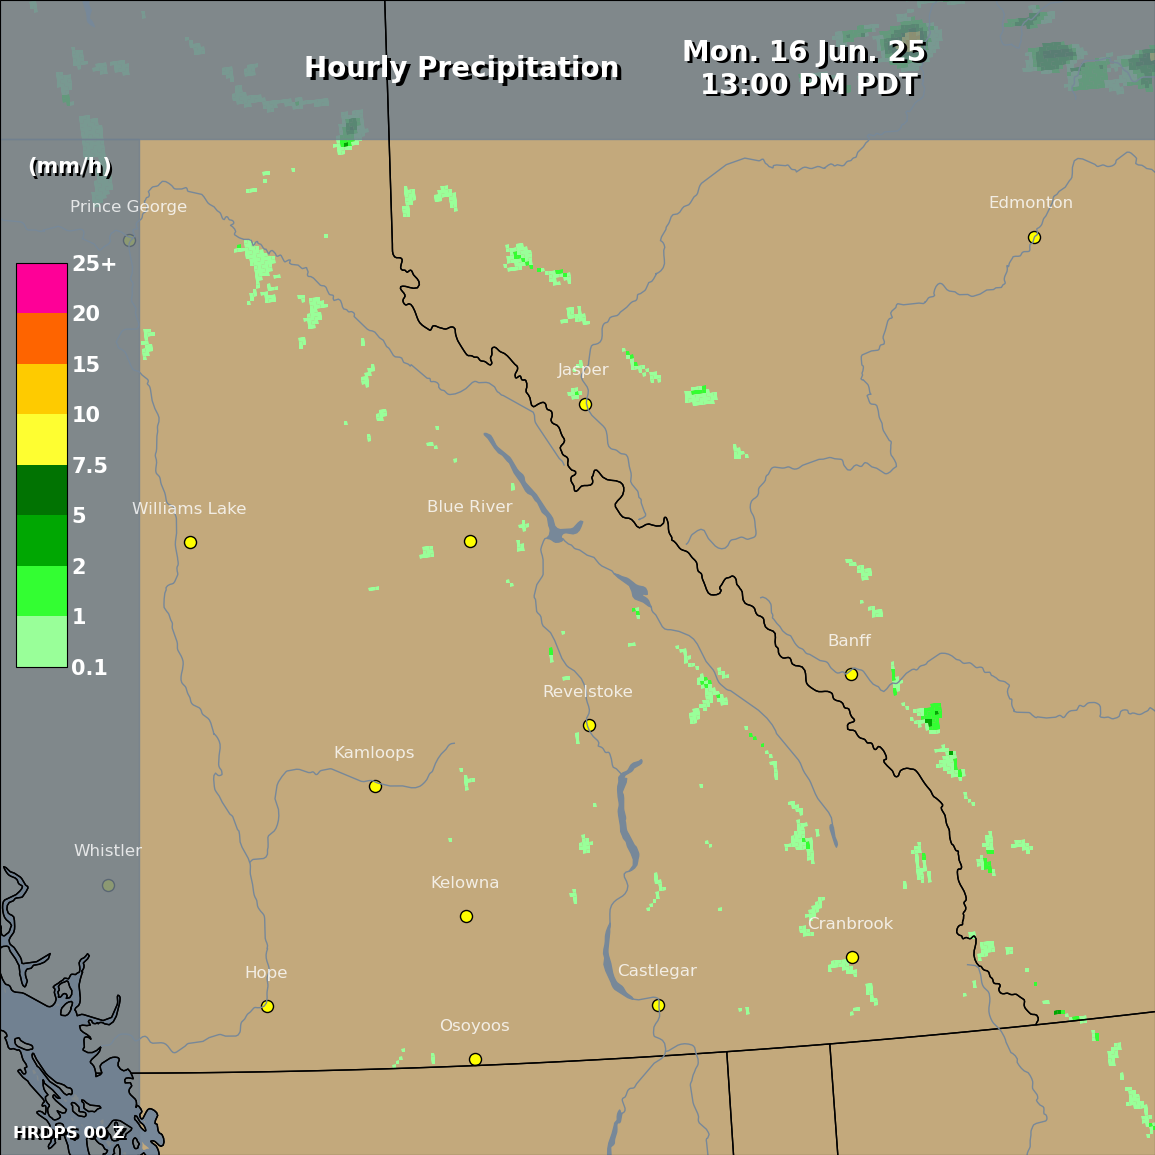 Hourly Precipitation
Mon. 16 Jun. 25
13:00 PM PDT
(mm/h)
Prince George
Edmonton
25+
20
15
10
7.5
5
2
1
0.1
Jasper
Williams Lake
Blue River
Banff
Revelstoke
Kamloops
Whistler
Kelowna
Cranbrook
Hope
Castlegar
Osoyoos
HRDPS 00 Z